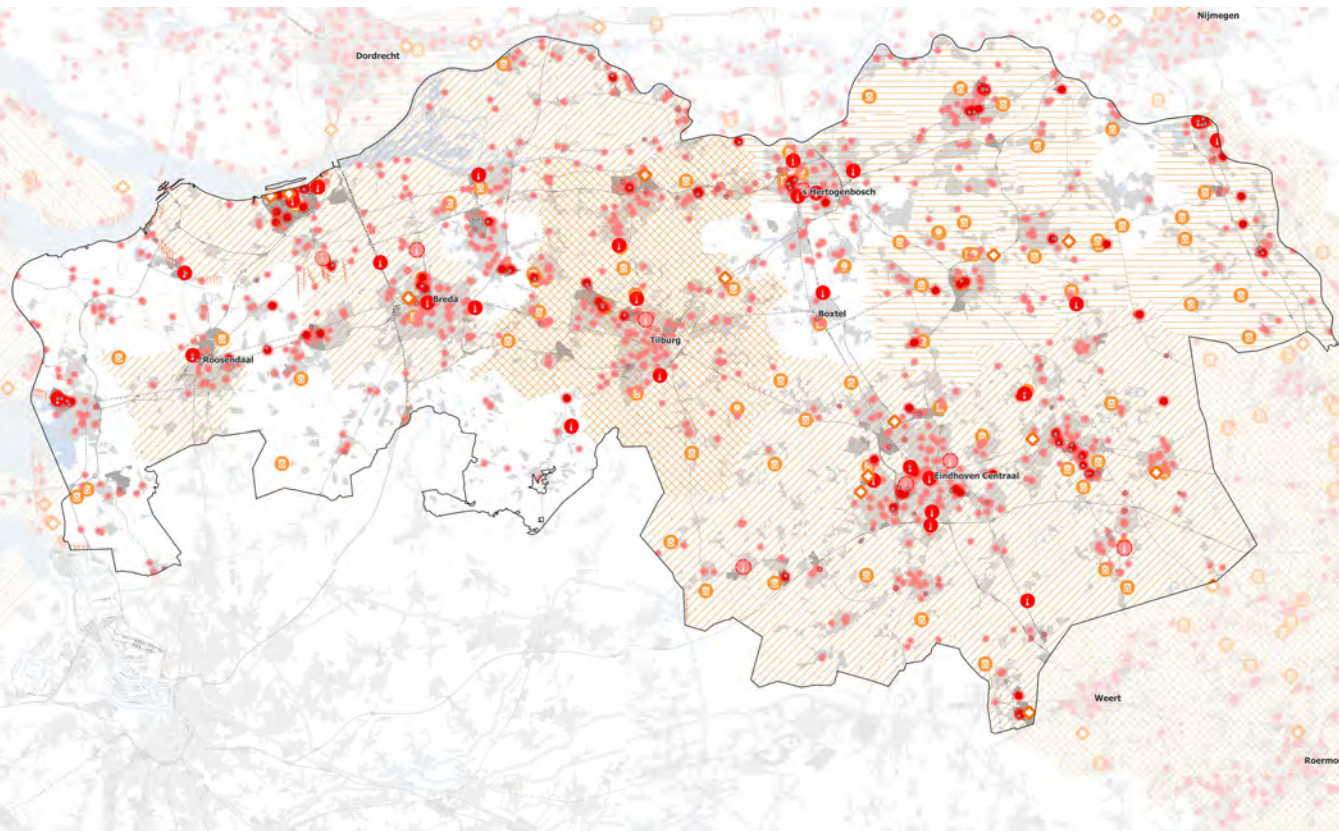 Nijmegen
Dordrecht
's Hertogenbosch
Breda
Boxtel
Tilburg
Roosendaal
Eindhoven Centraal
Weert
Roermo